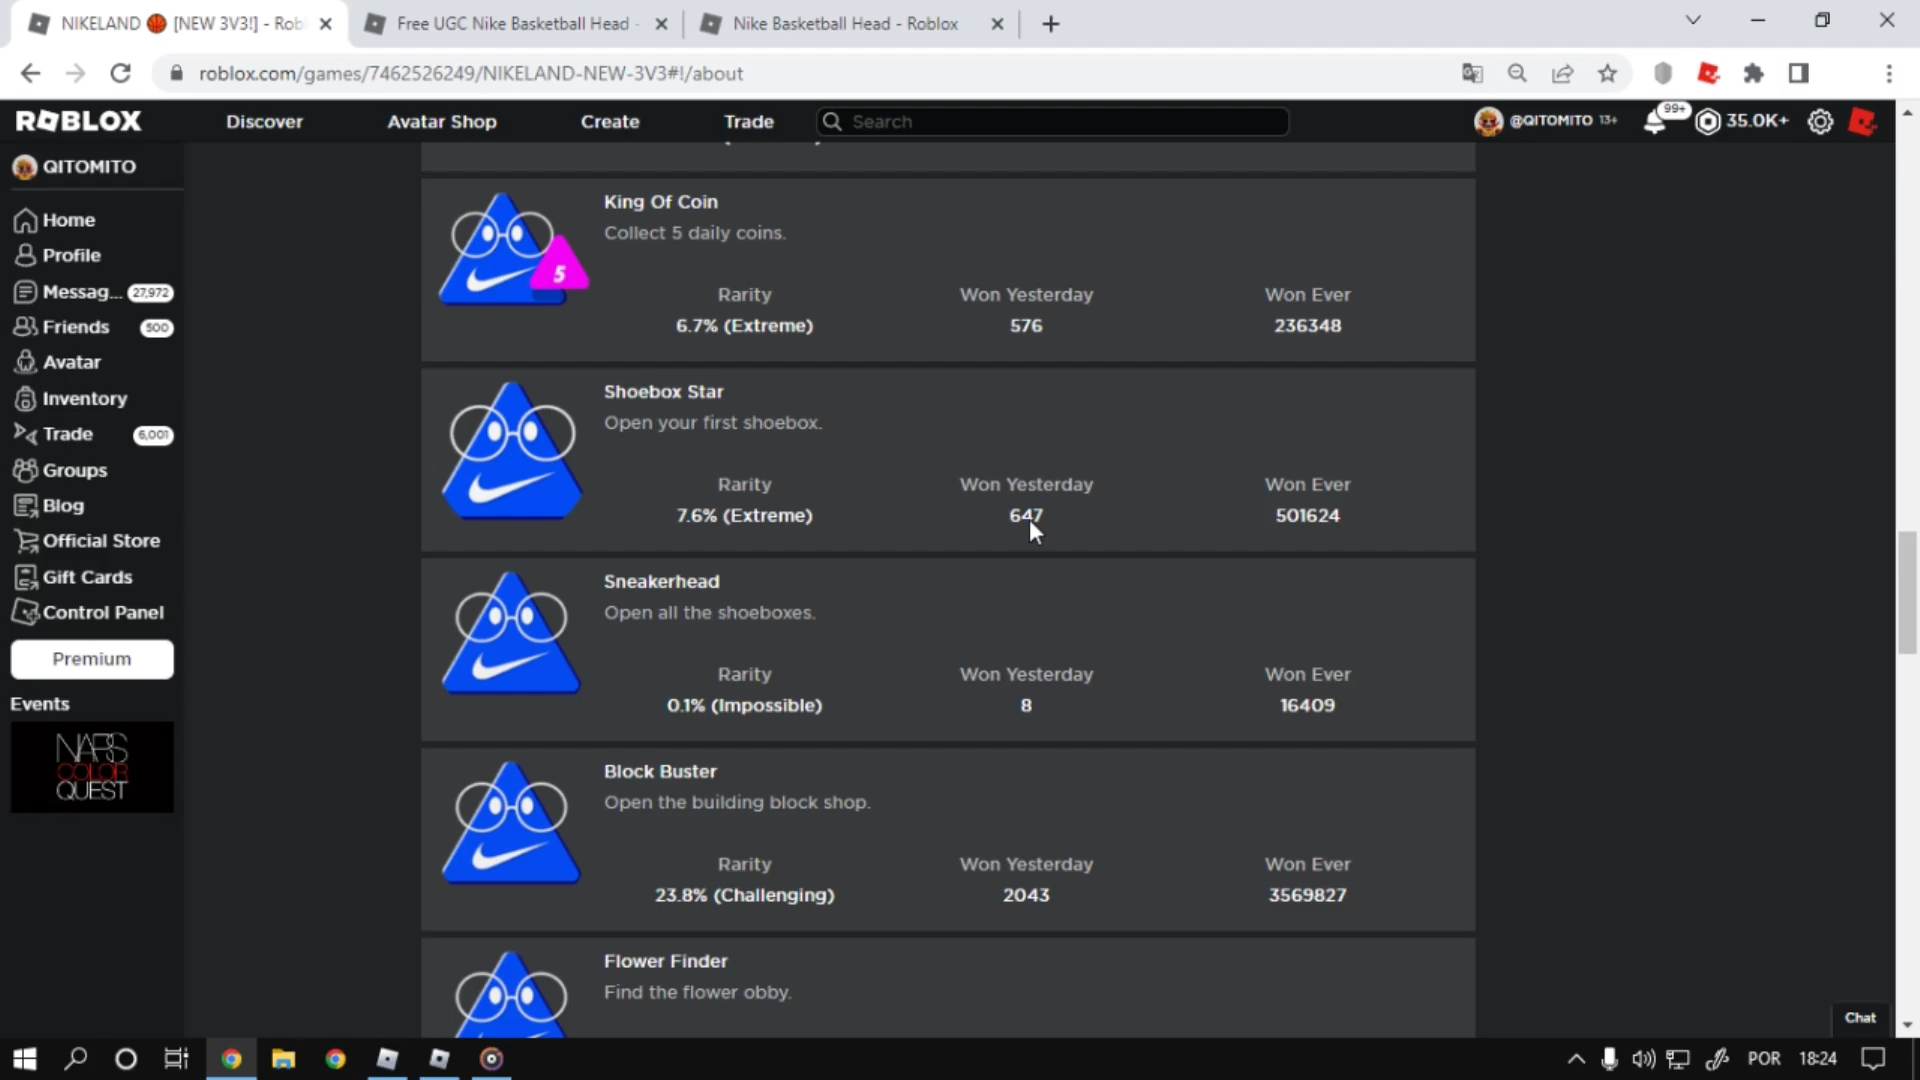 NIKELAND 🏀 [NEW 3V3!] - Rob
Free UGC Nike Basketball Head -
Nike Basketball Head - Roblox
roblox.com/games/7462526249/NIKELAND-NEW-3V3#!/about
ROBLOX
Discover
Avatar Shop
Create
Trade
Search
@QITOMITO 13+
99+
35.0K+
QITOMITO
Home
Profile
Messag... 27,972
Friends 500
Avatar
Inventory
Trade 6,001
Groups
Blog
Official Store
Gift Cards
Control Panel
Premium
Events
NARS
COLOR
QUEST
King Of Coin
Collect 5 daily coins.
5
Rarity Won Yesterday Won Ever
6.7% (Extreme) 576 236348
Shoebox Star
Open your first shoebox.
Rarity Won Yesterday Won Ever
7.6% (Extreme) 647 501624
Sneakerhead
Open all the shoeboxes.
Rarity Won Yesterday Won Ever
0.1% (Impossible) 8 16409
Block Buster
Open the building block shop.
Rarity Won Yesterday Won Ever
23.8% (Challenging) 2043 3569827
Flower Finder
Find the flower obby.
Chat
POR 18:24